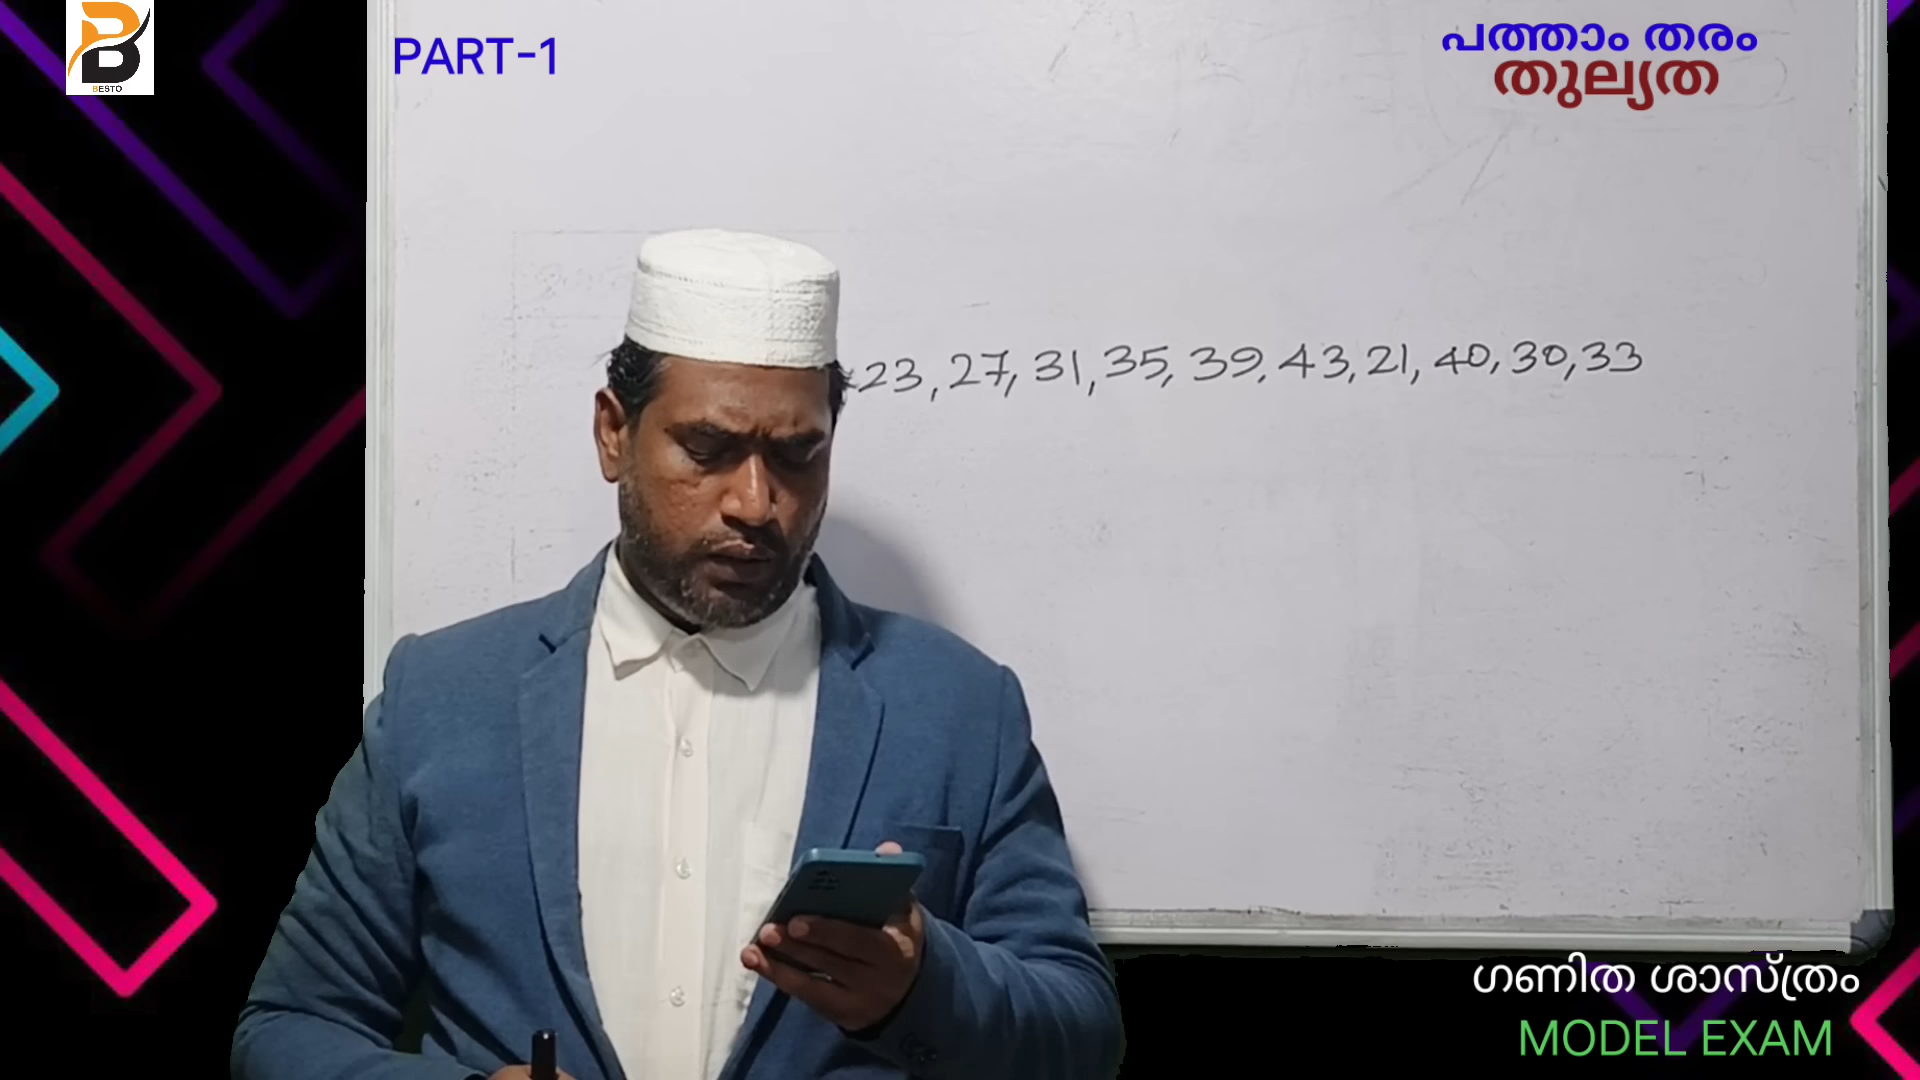 BESTO
PART-1
പത്താം തരം
തുല്യത
23, 27, 31, 35, 39, 43, 21, 40, 30, 33
ഗണിത ശാസ്ത്രം
MODEL EXAM